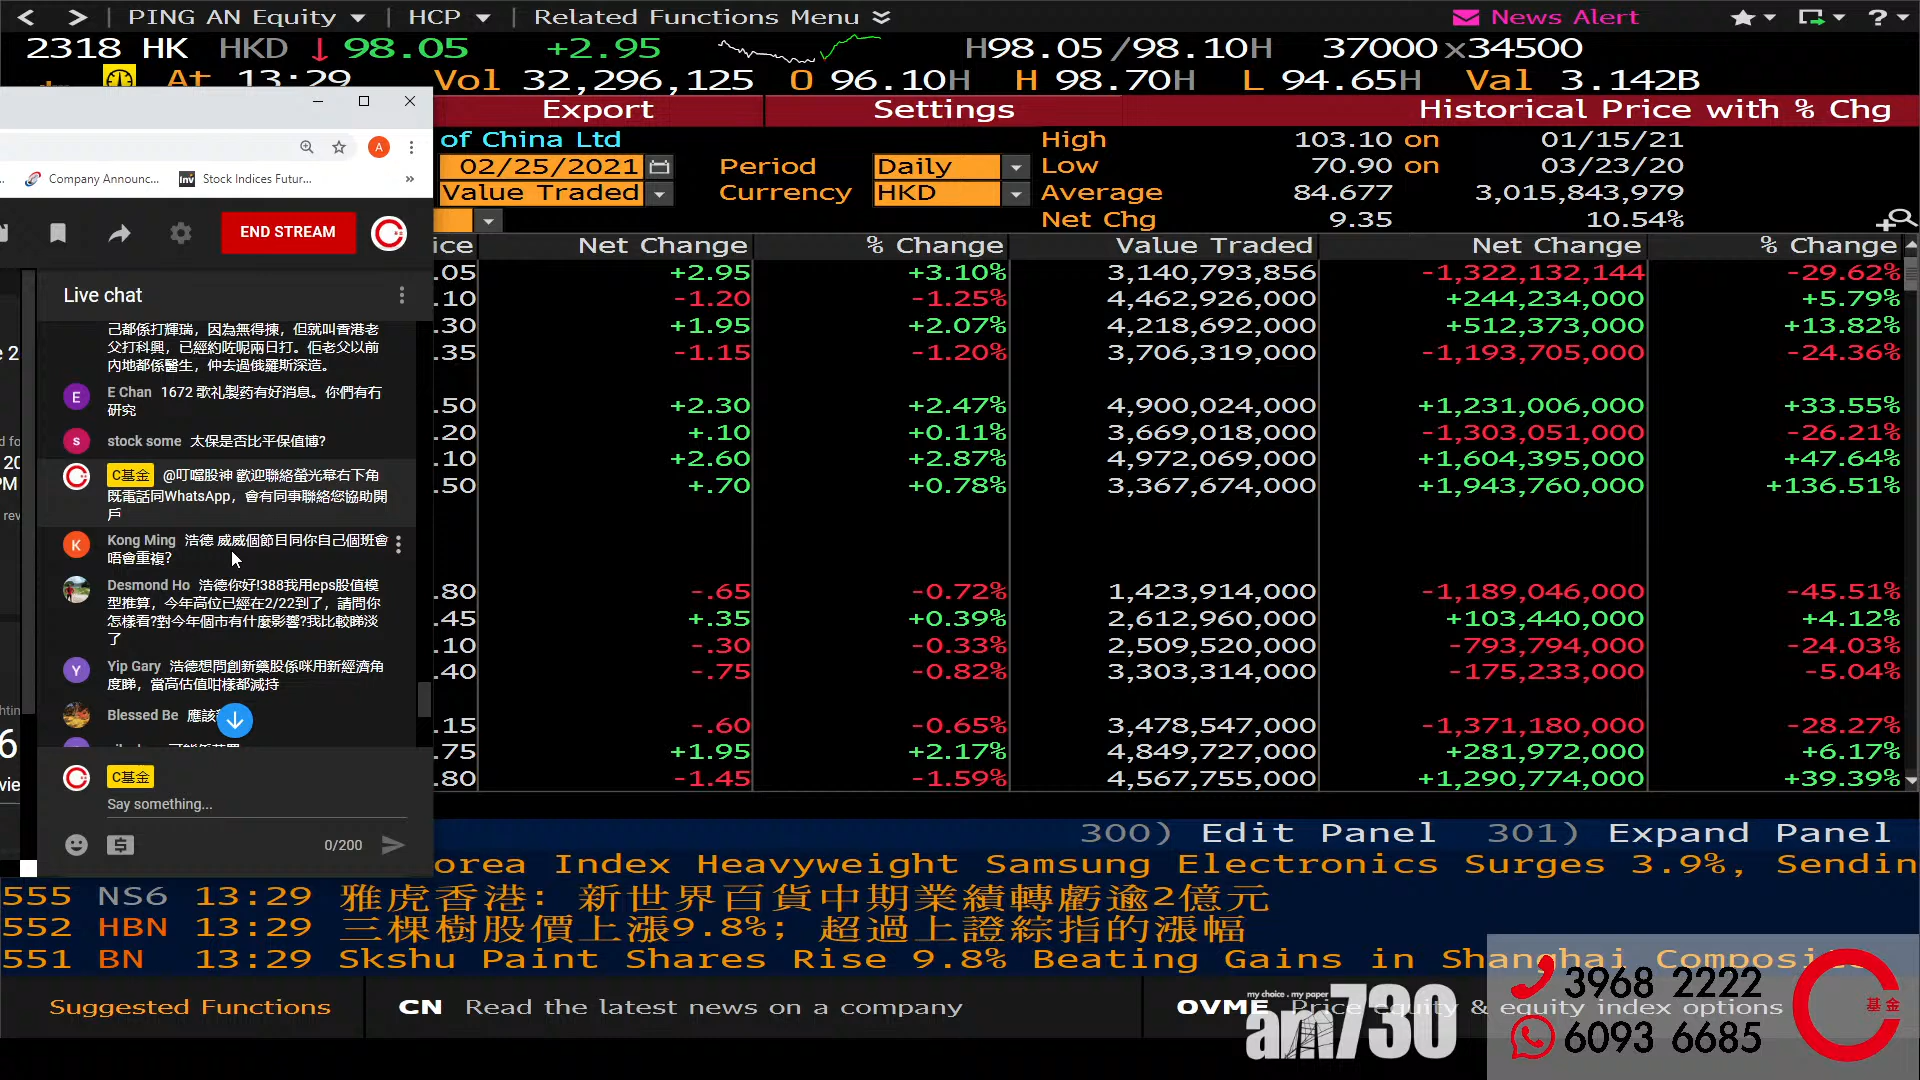 PING AN Equity HCP Related Functions Menu News Alert ?
2318 HK HKD 98.05 +2.95 H98.05/98.10H 37000x34500
At 13:29 Vol 32,296,125 O 96.10H H 98.70H L 94.65H Val 3.142B
Export Settings Historical Price with % Chg
of China Ltd High 103.10 on 01/15/21
02/25/2021 Period Daily Low 70.90 on 03/23/20
Value Traded Currency HKD Average 84.677 3,015,843,979
Net Chg 9.35 10.54%
ice Net Change % Change Value Traded Net Change % Change
.05 +2.95 +3.10% 3,140,793,856 -1,322,132,144 -29.62%
.10 -1.20 -1.25% 4,462,926,000 +244,234,000 +5.79%
.30 +1.95 +2.07% 4,218,692,000 +512,373,000 +13.82%
.35 -1.15 -1.20% 3,706,319,000 -1,193,705,000 -24.36%
.50 +2.30 +2.47% 4,900,024,000 +1,231,006,000 +33.55%
.20 +.10 +0.11% 3,669,018,000 -1,303,051,000 -26.21%
.10 +2.60 +2.87% 4,972,069,000 +1,604,395,000 +47.64%
.50 +.70 +0.78% 3,367,674,000 +1,943,760,000 +136.51%
.80 -.65 -0.72% 1,423,914,000 -1,189,046,000 -45.51%
.45 +.35 +0.39% 2,612,960,000 +103,440,000 +4.12%
.10 -.30 -0.33% 2,509,520,000 -793,794,000 -24.03%
.40 -.75 -0.82% 3,303,314,000 -175,233,000 -5.04%
.15 -.60 -0.65% 3,478,547,000 -1,371,180,000 -28.27%
.75 +1.95 +2.17% 4,849,727,000 +281,972,000 +6.17%
.80 -1.45 -1.59% 4,567,755,000 +1,290,774,000 +39.39%
A
Company Announc... Inv Stock Indices Futur... »
END STREAM
Live chat
己都係打輝瑞，因為無得揀，但就叫香港老
父打科興，已經約咗呢兩日打。佢老父以前
內地都係醫生，仲去過俄羅斯深造。
E E Chan 1672 歌礼製药有好消息。你們有冇
研究
s stock some 太保是否比平保值博?
C基金 @叮噹股神 歡迎聯絡螢光幕右下角
既電話同WhatsApp，會有同事聯絡您協助開
戶
K Kong Ming 浩德 威威個節目同你自己個班會
唔會重複?
Desmond Ho 浩德你好!388我用eps股值模
型推算，今年高位已經在2/22到了，請問你
怎樣看?對今年個市有什麼影響?我比較睇淡
了
Y Yip Gary 浩德想問創新藥股係咪用新經濟角
度睇，當高估值咁樣都減持
Blessed Be 應該
C基金
Say something...
0/200
300) Edit Panel 301) Expand Panel
orea Index Heavyweight Samsung Electronics Surges 3.9%, Sendin
555 NS6 13:29 雅虎香港: 新世界百貨中期業績轉虧逾2億元
552 HBN 13:29 三棵樹股價上漲9.8%; 超過上證綜指的漲幅
551 BN 13:29 Skshu Paint Shares Rise 9.8% Beating Gains in Shanghai Composi
Suggested Functions CN Read the latest news on a company OVME Price equity & equity index options
my choice . my paper
am730
3968 2222
6093 6685
基金